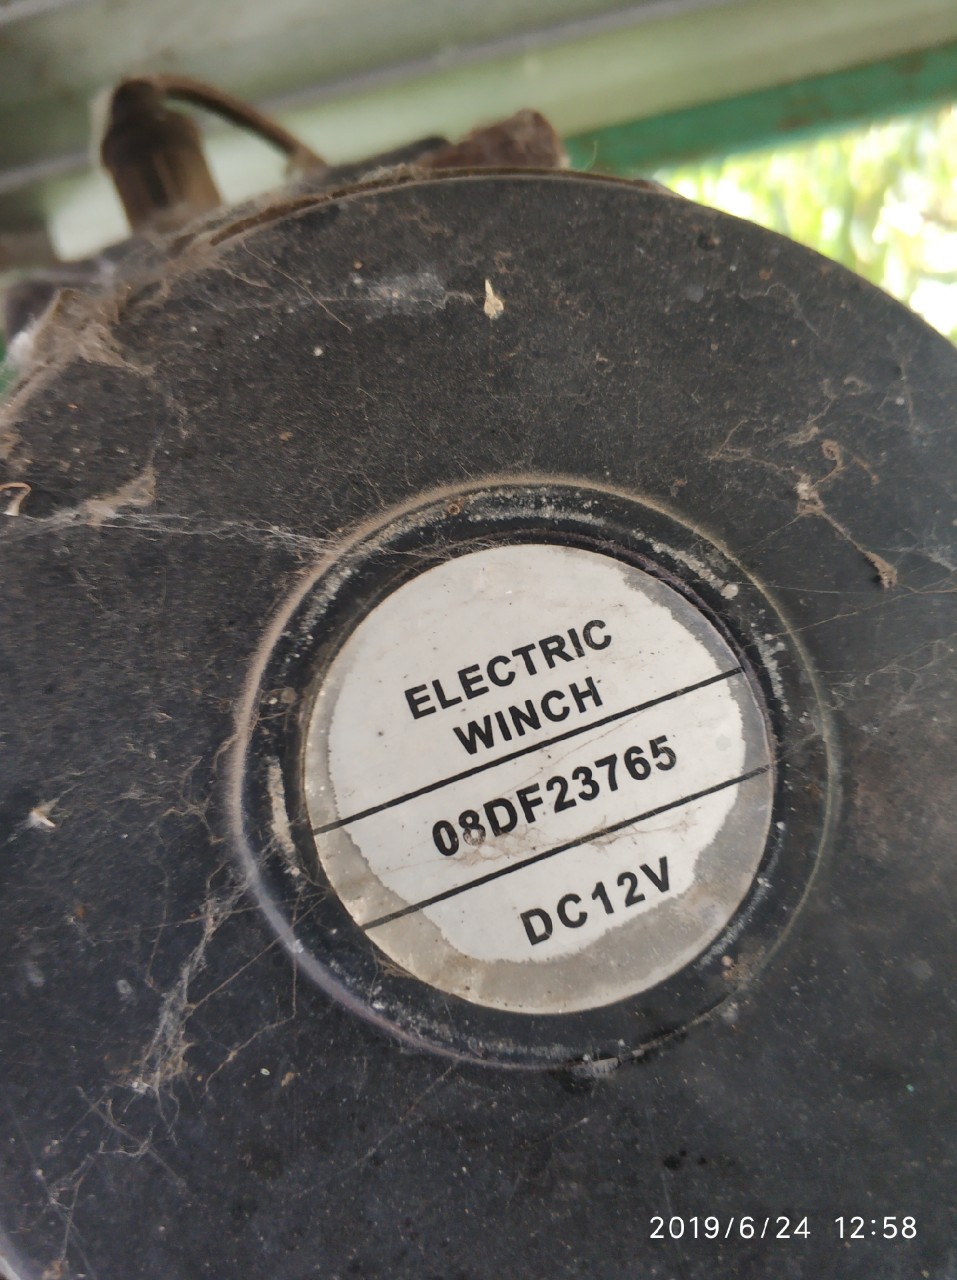 ELECTRIC
WINCH
08DF23765
DC12V
2019/6/24 12:58